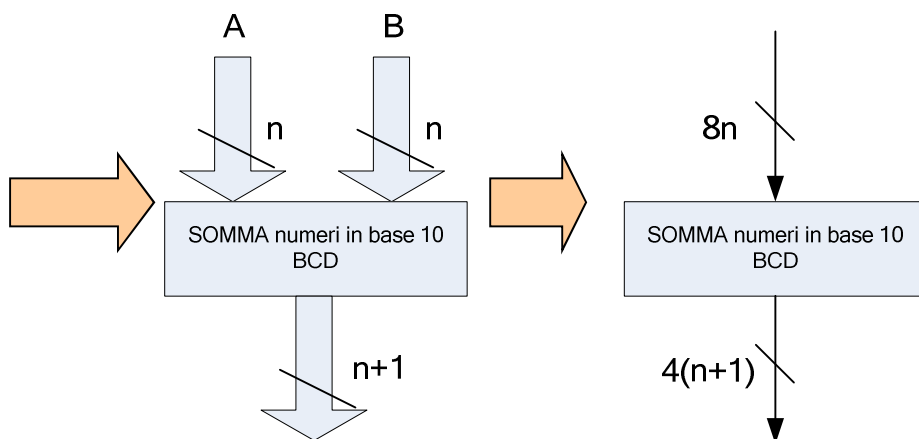 A
B
n
n
8n
SOMMA numeri in base 10
BCD
SOMMA numeri in base 10
BCD
n+1
4(n+1)